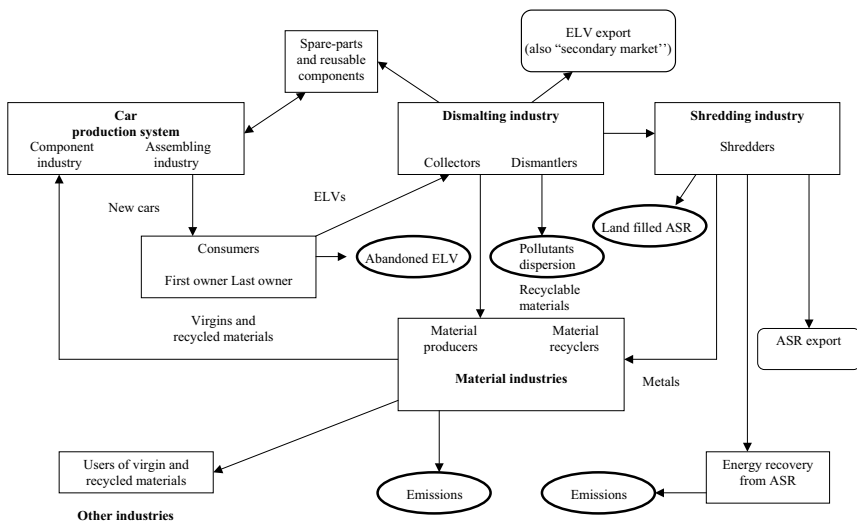 ELV export
(also “secondary market’’)
Spare-parts
and reusable
components
Car
production system
Component
industry
Assembling
industry
Dismalting industry
Collectors
Dismantlers
Shredding industry
Shredders
New cars
ELVs
Consumers
First owner Last owner
Abandoned ELV
Pollutants
dispersion
Land filled ASR
Recyclable
materials
Virgins and
recycled materials
Material
producers
Material
recyclers
Material industries
Metals
ASR export
Users of virgin and
recycled materials
Other industries
Emissions
Emissions
Energy recovery
from ASR